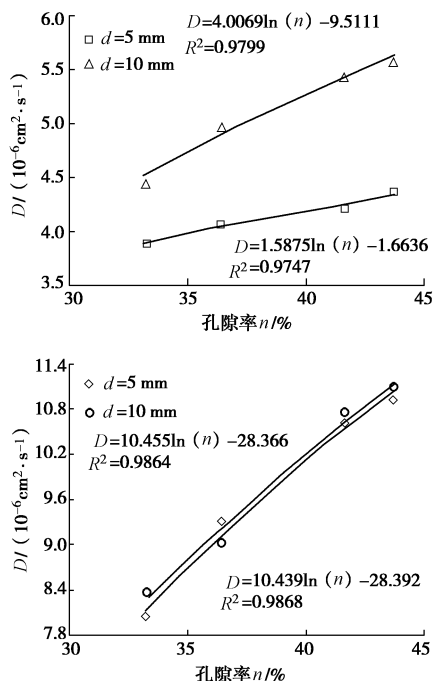 6.0
D=4.0069ln（n）−9.5111
R²=0.9799
□ d=5 mm
△ d=10 mm
5.5
5.0
4.5
4.0
3.5
D/（10⁻⁶cm²·s⁻¹）
D=1.5875ln（n）−1.6636
R²=0.9747
30 35 40 45
孔隙率n/%
11.4
◇ d=5 mm
○ d=10 mm
10.8
D=10.455ln（n）−28.366
R²=0.9864
10.2
9.6
9.0
8.4
7.8
D/（10⁻⁶cm²·s⁻¹）
D=10.439ln（n）−28.392
R²=0.9868
30 35 40 45
孔隙率n/%